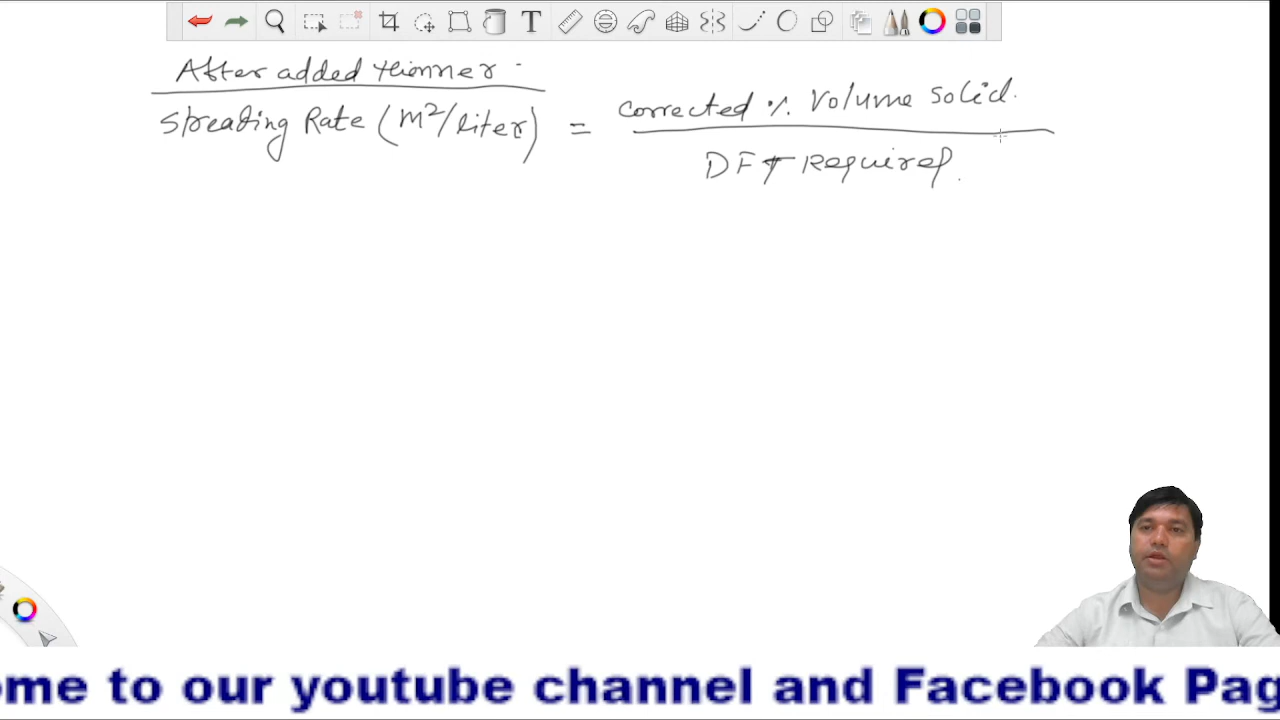 After added thinner
Streading Rate (M²/liter) = corrected % Volume solid.
DFT Required.
ome to our youtube channel and Facebook Pag